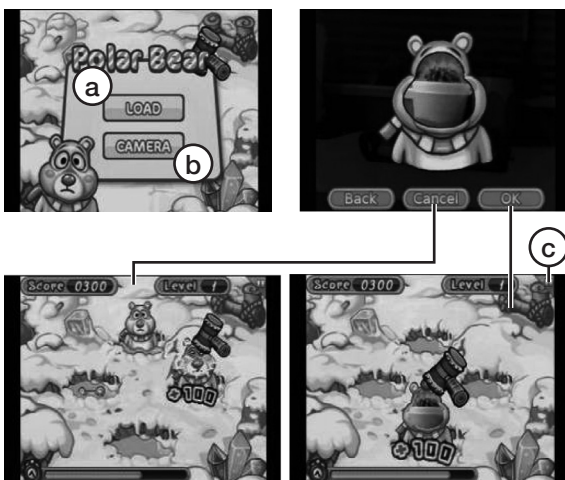 Polar Bear
a
LOAD
CAMERA
b
Back Cancel OK
c
Score 0300 Level 1
+100
Score 0300 Level 1
+100